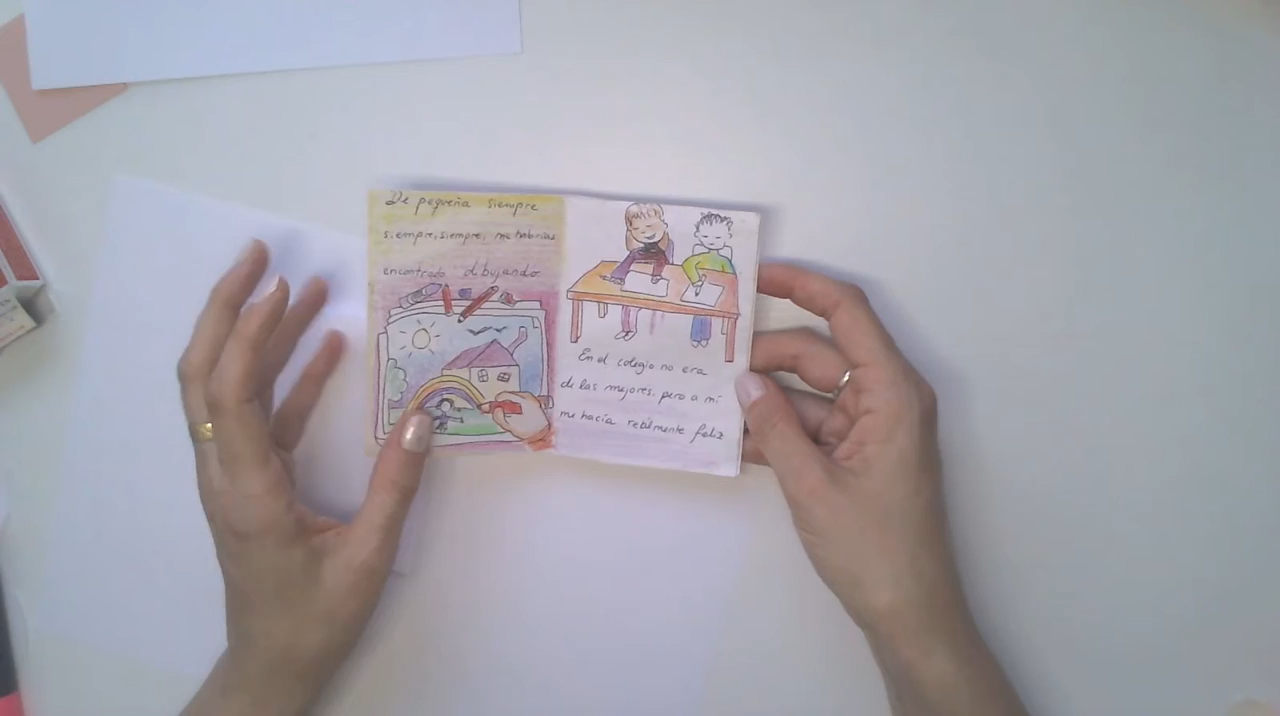 De pequeña siempre
siempre, siempre, me habrías
encontrado dibujando
En el colegio no era
de las mejores, pero a mí
me hacía realmente feliz